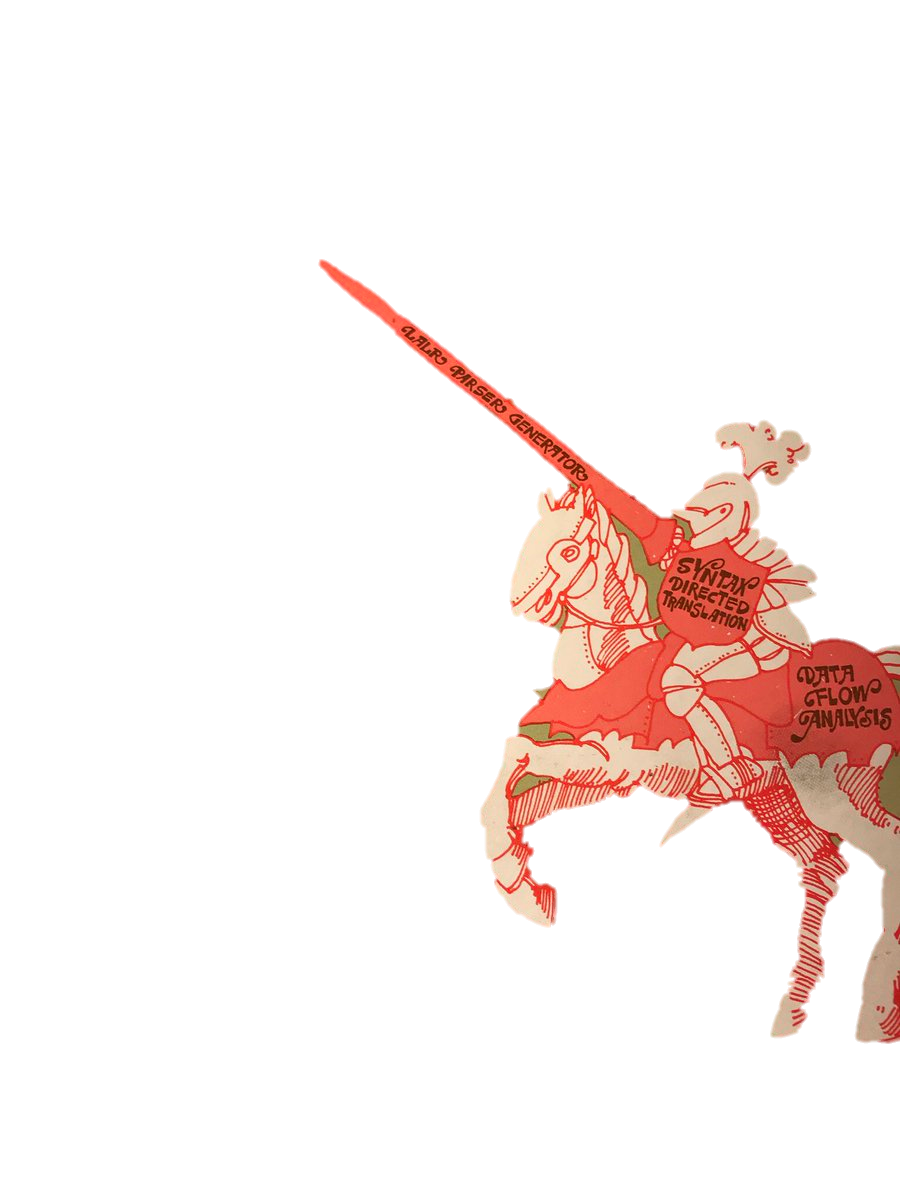 LALR PARSER GENERATOR
SYNTAX
DIRECTED
TRANSLATION
DATA
FLOW
ANALYSIS